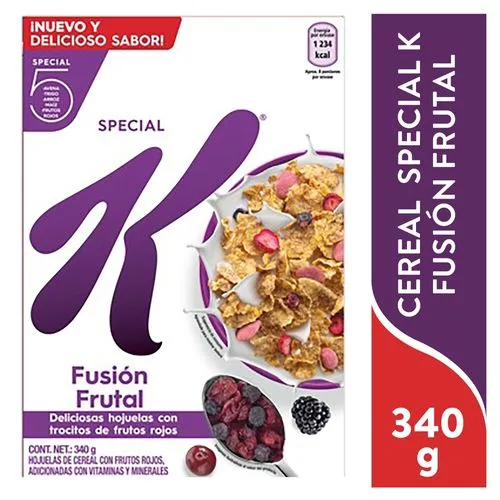 ¡NUEVO Y
DELICIOSO SABOR!
SPECIAL
5
AVENA
TRIGO
ARROZ
MAÍZ
FRUTOS
ROJOS
SPECIAL
K
®
Energía
por envase
1 234
kcal
Fusión
Frutal
Deliciosas hojuelas con
trocitos de frutos rojos
CONT. NET.: 340 g
HOJUELAS DE CEREAL CON FRUTOS ROJOS,
ADICIONADAS CON VITAMINAS Y MINERALES
CEREAL SPECIAL K
FUSIÓN FRUTAL
340
g